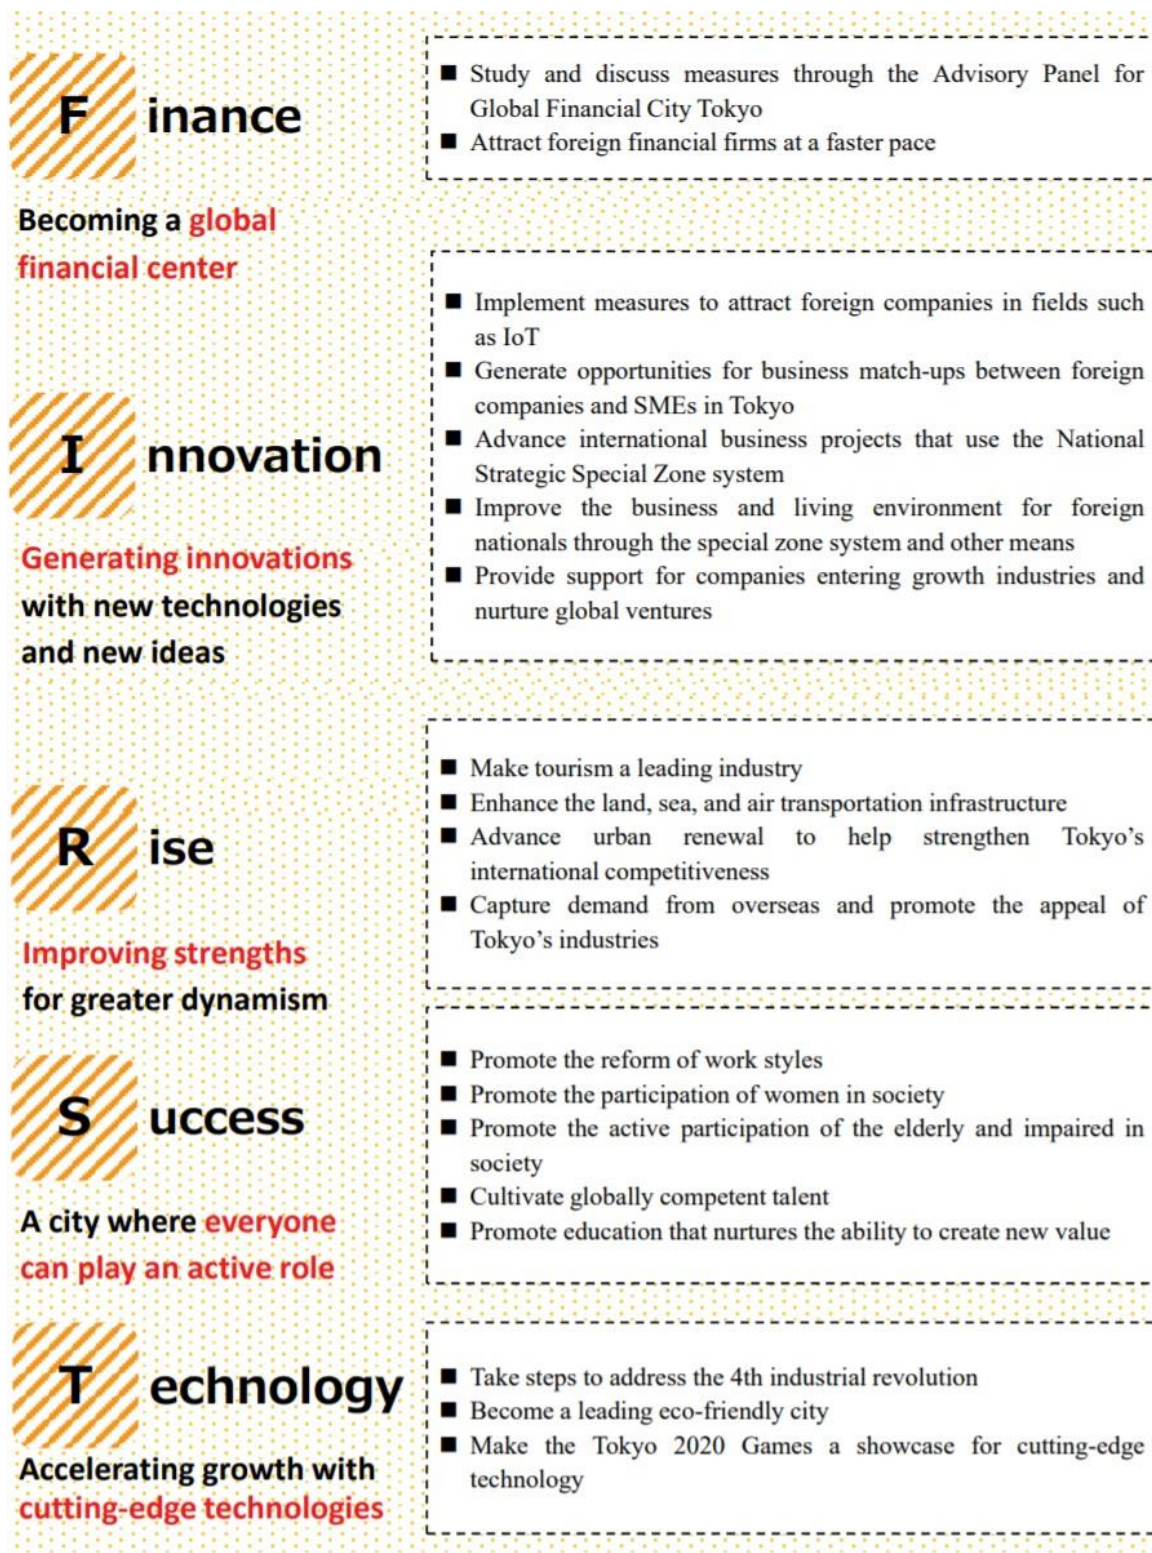 Finance
Becoming a global
financial center
■ Study and discuss measures through the Advisory Panel for
Global Financial City Tokyo
■ Attract foreign financial firms at a faster pace
Innovation
Generating innovations
with new technologies
and new ideas
■ Implement measures to attract foreign companies in fields such
as IoT
■ Generate opportunities for business match-ups between foreign
companies and SMEs in Tokyo
■ Advance international business projects that use the National
Strategic Special Zone system
■ Improve the business and living environment for foreign
nationals through the special zone system and other means
■ Provide support for companies entering growth industries and
nurture global ventures
Rise
Improving strengths
for greater dynamism
■ Make tourism a leading industry
■ Enhance the land, sea, and air transportation infrastructure
■ Advance urban renewal to help strengthen Tokyo’s
international competitiveness
■ Capture demand from overseas and promote the appeal of
Tokyo’s industries
Success
A city where everyone
can play an active role
■ Promote the reform of work styles
■ Promote the participation of women in society
■ Promote the active participation of the elderly and impaired in
society
■ Cultivate globally competent talent
■ Promote education that nurtures the ability to create new value
Technology
Accelerating growth with
cutting-edge technologies
■ Take steps to address the 4th industrial revolution
■ Become a leading eco-friendly city
■ Make the Tokyo 2020 Games a showcase for cutting-edge
technology